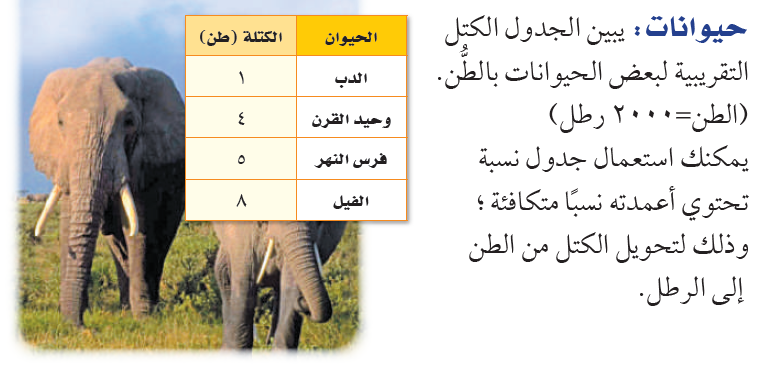 حيوانات: يبين الجدول الكتل
التقريبية لبعض الحيوانات بالطُّن.
(الطن=٢٠٠٠ رطل)
يمكنك استعمال جدول نسبة
تحتوي أعمدته نسبًا متكافئة ؛
وذلك لتحويل الكتل من الطن
إلى الرطل.
الحيوان الكتلة (طن)
الدب ١
وحيد القرن ٤
فرس النهر ٥
الفيل ٨